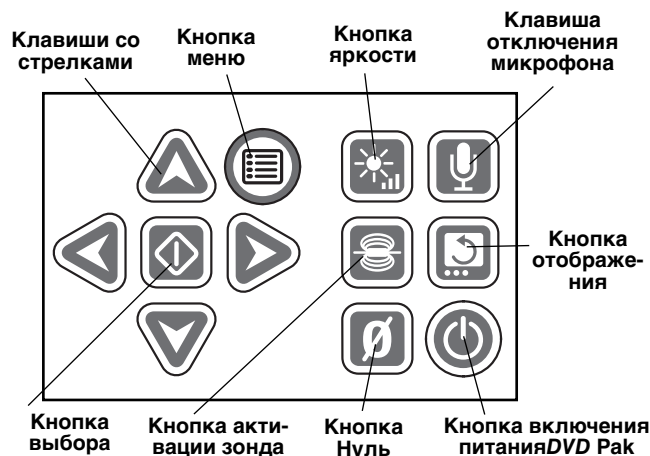 Клавиши со
стрелками
Кнопка
меню
Кнопка
яркости
Клавиша
отключения
микрофона
Кнопка
отображе-
ния
Кнопка
выбора
Кнопка акти-
вации зонда
Кнопка
Нуль
Кнопка включения
питанияDVD Pak